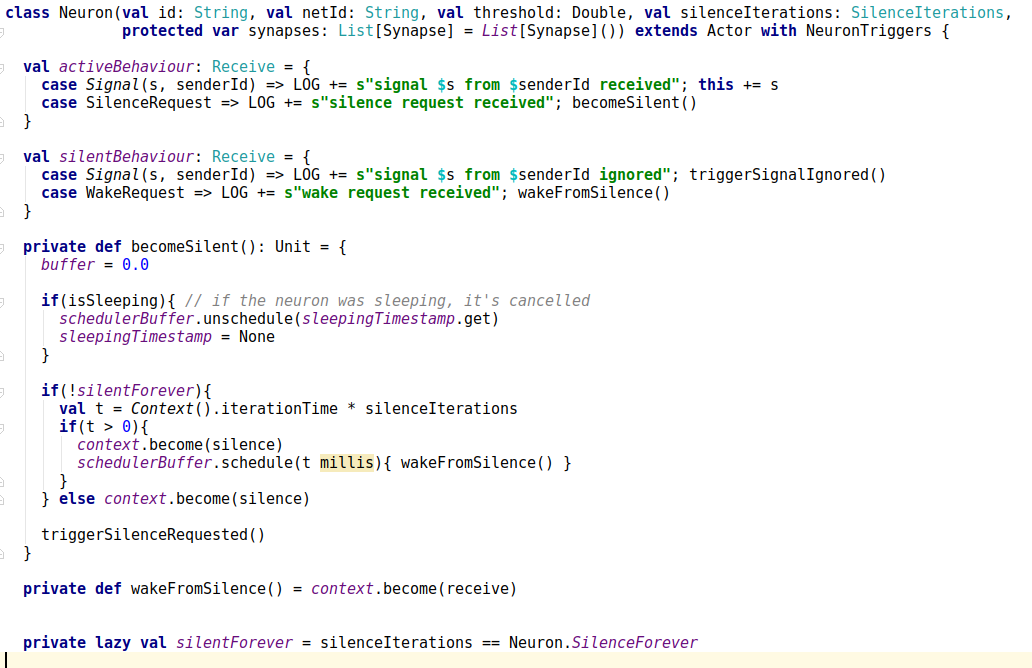 class Neuron(val id: String, val netId: String, val threshold: Double, val silenceIterations: SilenceIterations,
             protected var synapses: List[Synapse] = List[Synapse]()) extends Actor with NeuronTriggers {

  val activeBehaviour: Receive = {
    case Signal(s, senderId) => LOG += s"signal $s from $senderId received"; this += s
    case SilenceRequest => LOG += s"silence request received"; becomeSilent()
  }

  val silentBehaviour: Receive = {
    case Signal(s, senderId) => LOG += s"signal $s from $senderId ignored"; triggerSignalIgnored()
    case WakeRequest => LOG += s"wake request received"; wakeFromSilence()
  }

  private def becomeSilent(): Unit = {
    buffer = 0.0

    if(isSleeping){ // if the neuron was sleeping, it's cancelled
      schedulerBuffer.unschedule(sleepingTimestamp.get)
      sleepingTimestamp = None
    }

    if(!silentForever){
      val t = Context().iterationTime * silenceIterations
      if(t > 0){
        context.become(silence)
        schedulerBuffer.schedule(t millis){ wakeFromSilence() }
      }
    } else context.become(silence)

    triggerSilenceRequested()
  }

  private def wakeFromSilence() = context.become(receive)

  private lazy val silentForever = silenceIterations == Neuron.SilenceForever